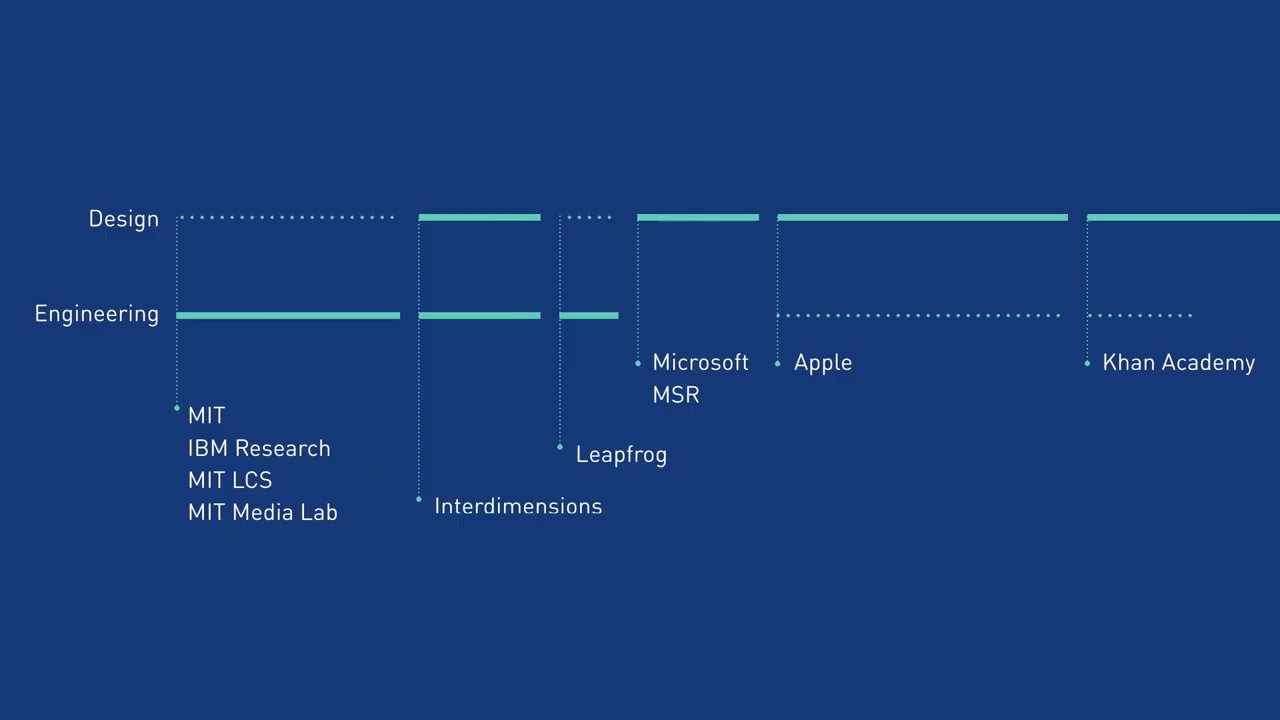 Design
Engineering
Microsoft
MSR
Apple
Khan Academy
MIT
IBM Research
MIT LCS
MIT Media Lab
Leapfrog
Interdimensions